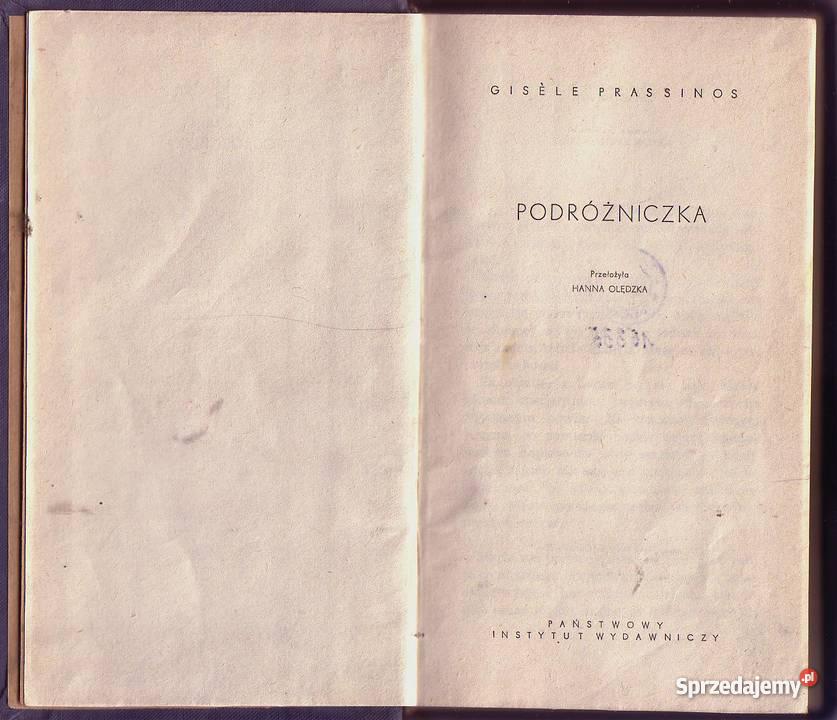 GISÈLE PRASSINOS
PODRÓŻNICZKA
Przełożyła
HANNA OLĘDZKA
PAŃSTWOWY
INSTYTUT WYDAWNICZY
Sprzedajemy.pl